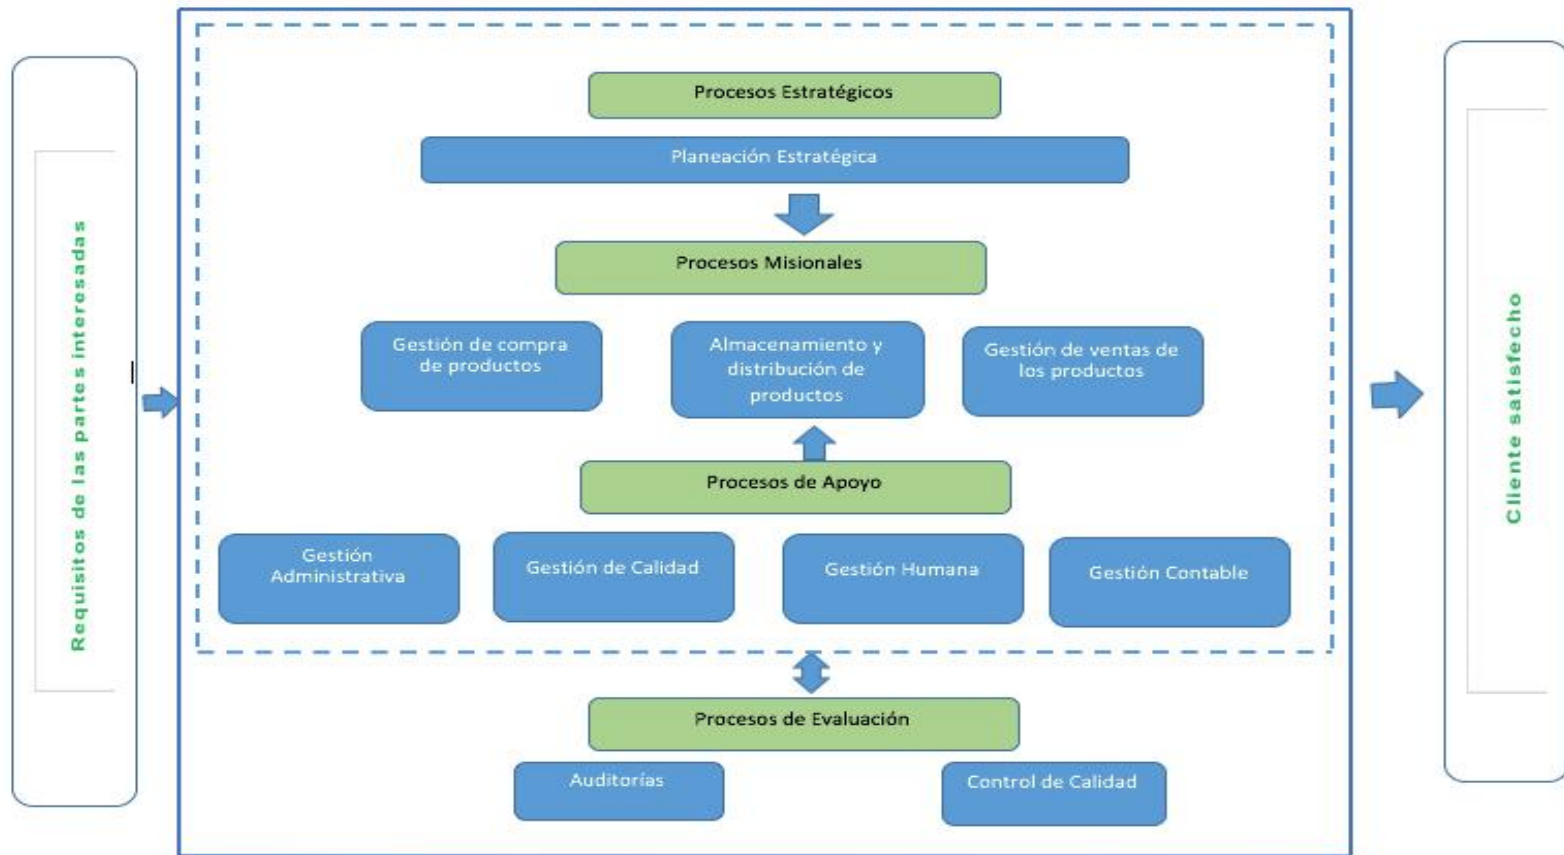 Requisitos de las partes interesadas
Procesos Estratégicos
Planeación Estratégica
Procesos Misionales
Gestión de compra
de productos
Almacenamiento y
distribución de
productos
Gestión de ventas de
los productos
Procesos de Apoyo
Gestión
Administrativa
Gestión de Calidad
Gestión Humana
Gestión Contable
Procesos de Evaluación
Auditorías
Control de Calidad
Cliente satisfecho